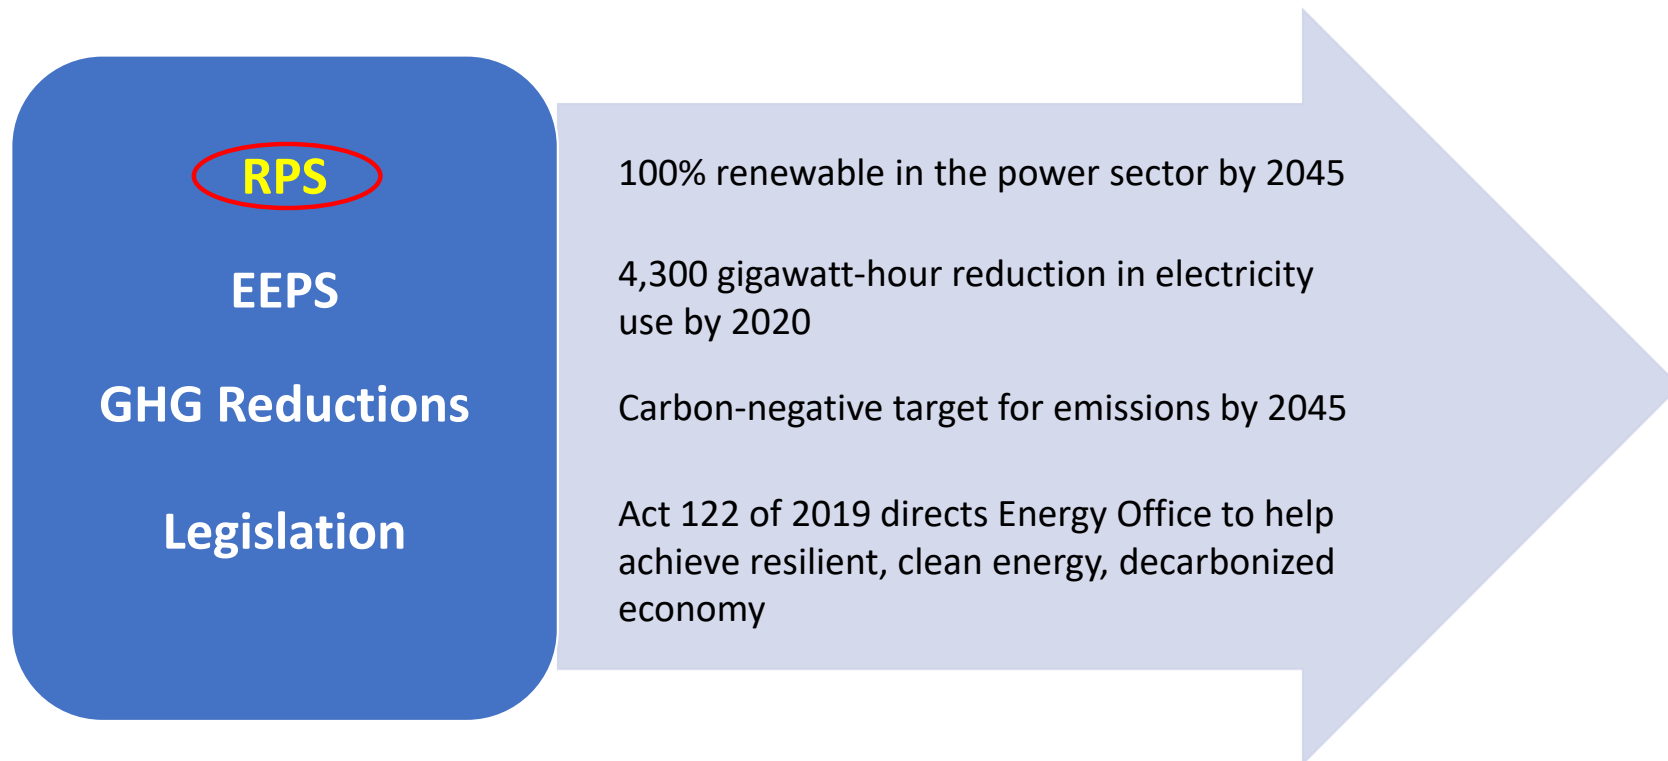 RPS
100% renewable in the power sector by 2045
EEPS
4,300 gigawatt-hour reduction in electricity
use by 2020
GHG Reductions
Carbon-negative target for emissions by 2045
Legislation
Act 122 of 2019 directs Energy Office to help
achieve resilient, clean energy, decarbonized
economy